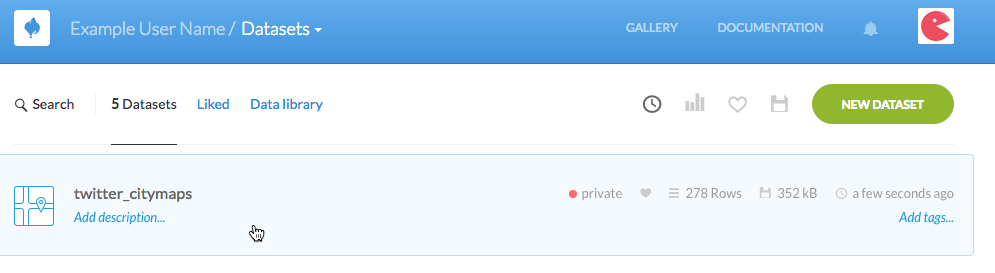 Example User Name / Datasets GALLERY DOCUMENTATION
Search 5 Datasets Liked Data library NEW DATASET
twitter_citymaps private 278 Rows 352 kB a few seconds ago
Add description... Add tags...